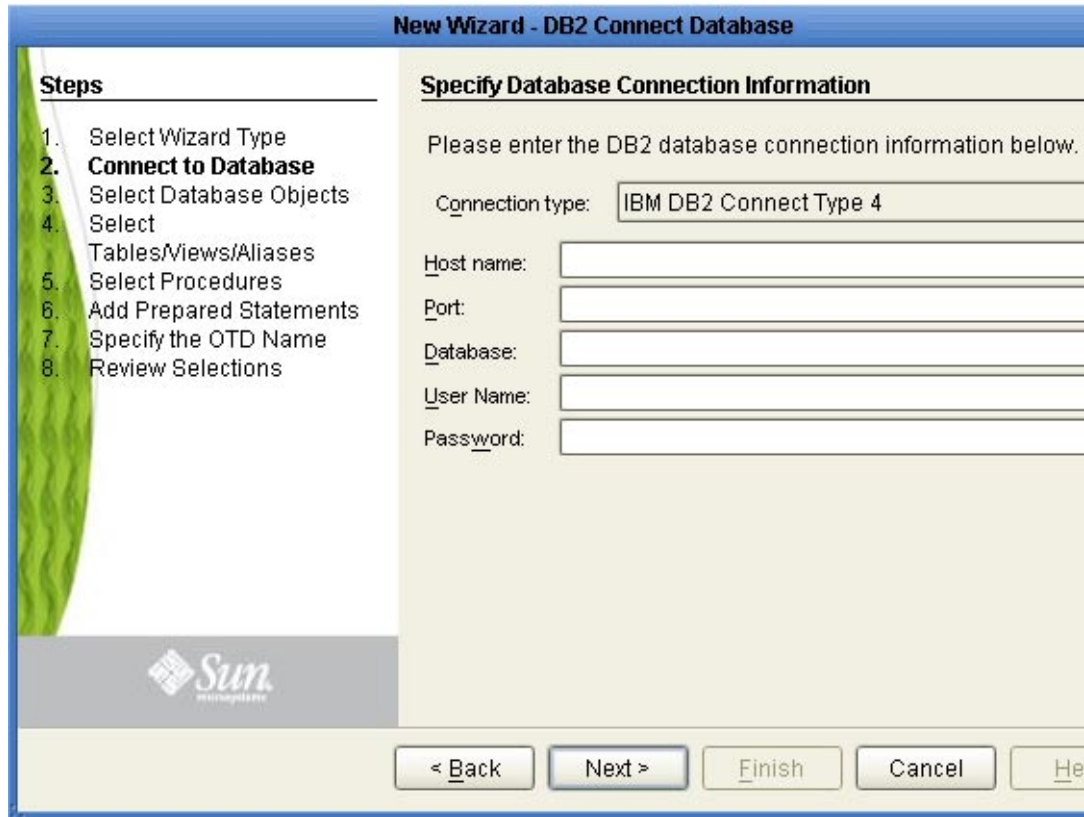 New Wizard - DB2 Connect Database
Steps
1. Select Wizard Type
2. Connect to Database
3. Select Database Objects
4. Select
Tables/Views/Aliases
5. Select Procedures
6. Add Prepared Statements
7. Specify the OTD Name
8. Review Selections
Sun
microsystems
Specify Database Connection Information
Please enter the DB2 database connection information below.
Connection type: IBM DB2 Connect Type 4
Host name:
Port:
Database:
User Name:
Password:
< Back Next > Finish Cancel He